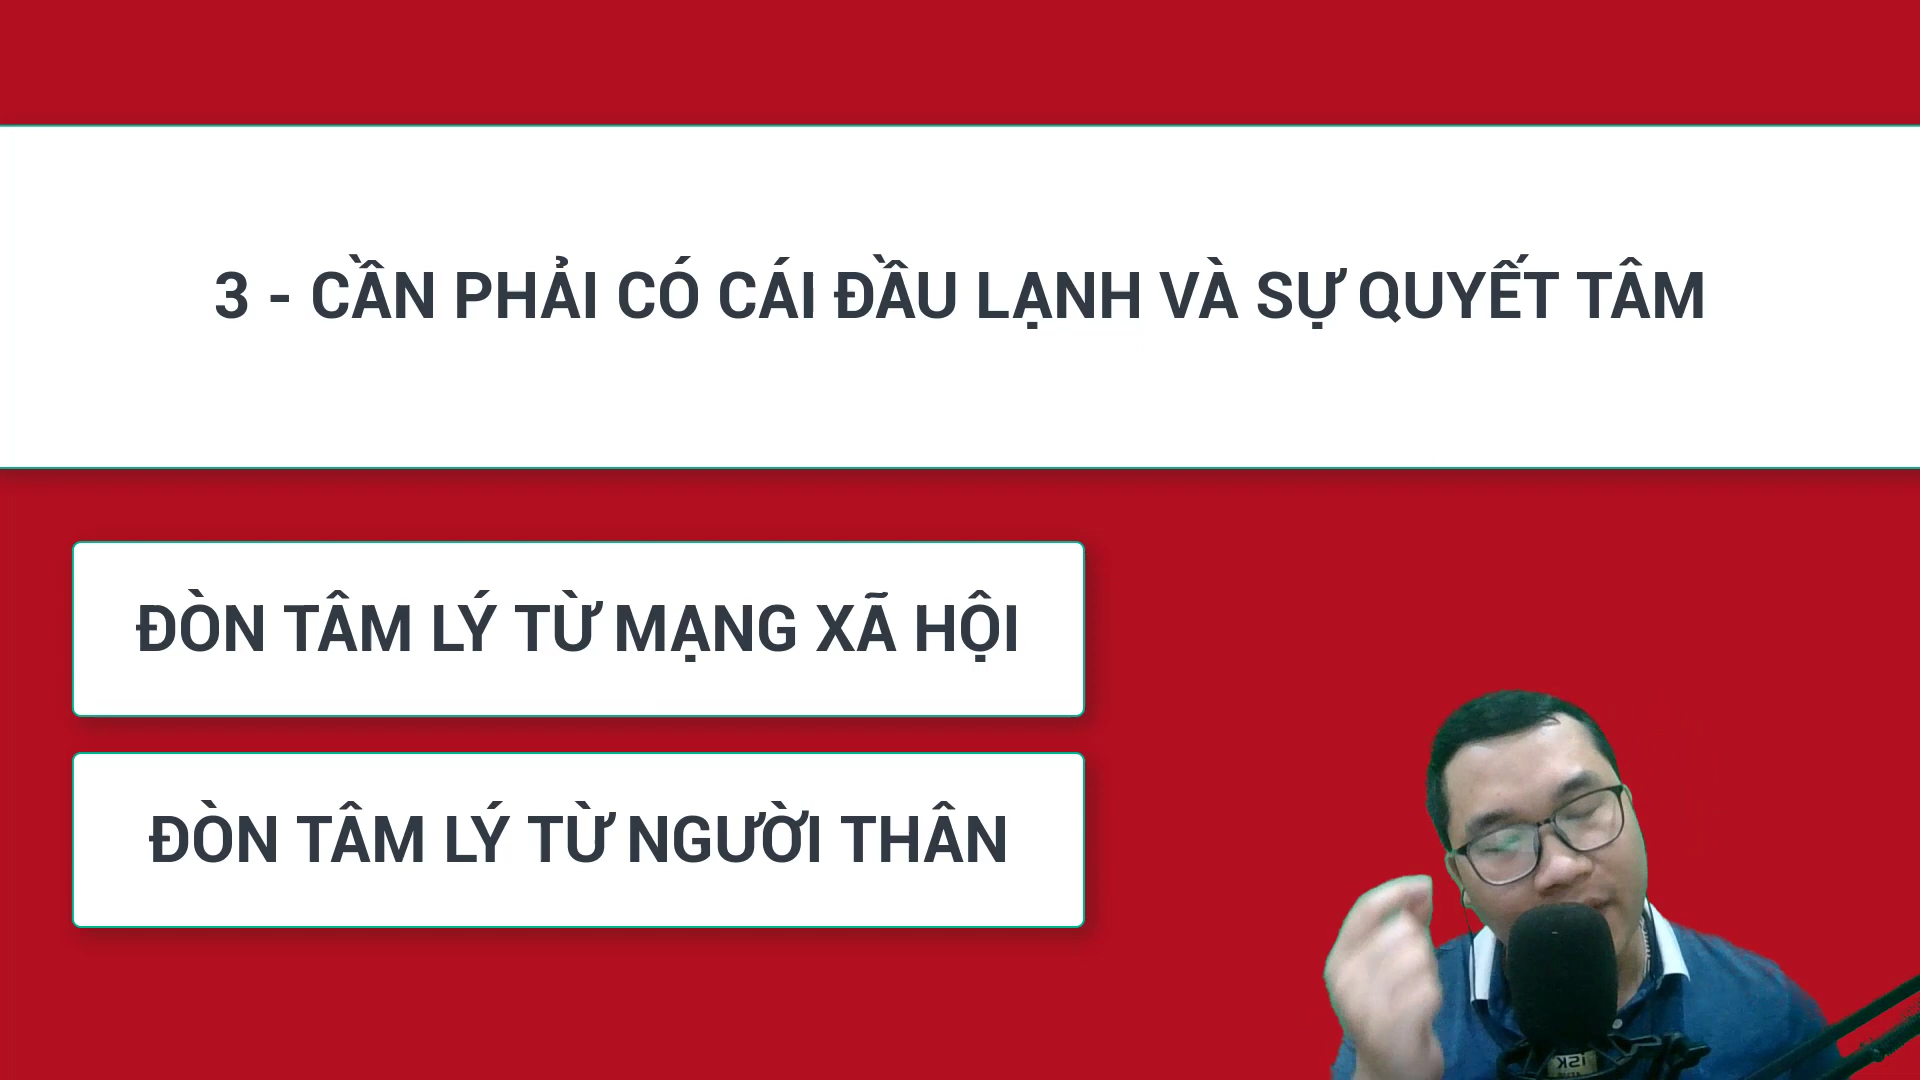 3 - CẦN PHẢI CÓ CÁI ĐẦU LẠNH VÀ SỰ QUYẾT TÂM
ĐÒN TÂM LÝ TỪ MẠNG XÃ HỘI
ĐÒN TÂM LÝ TỪ NGƯỜI THÂN
iSK